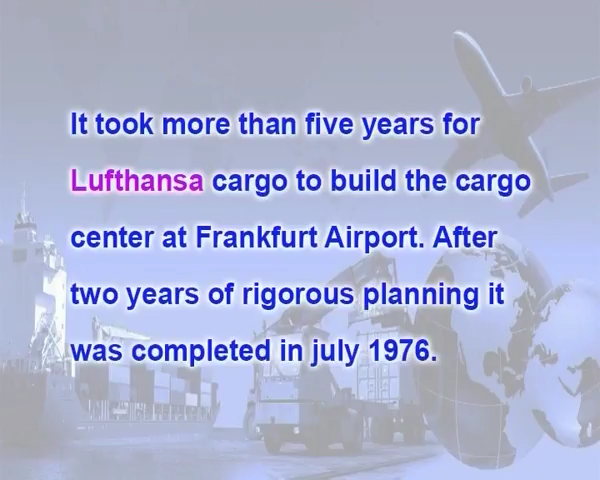 It took more than five years for
Lufthansa cargo to build the cargo
center at Frankfurt Airport. After
two years of rigorous planning it
was completed in july 1976.